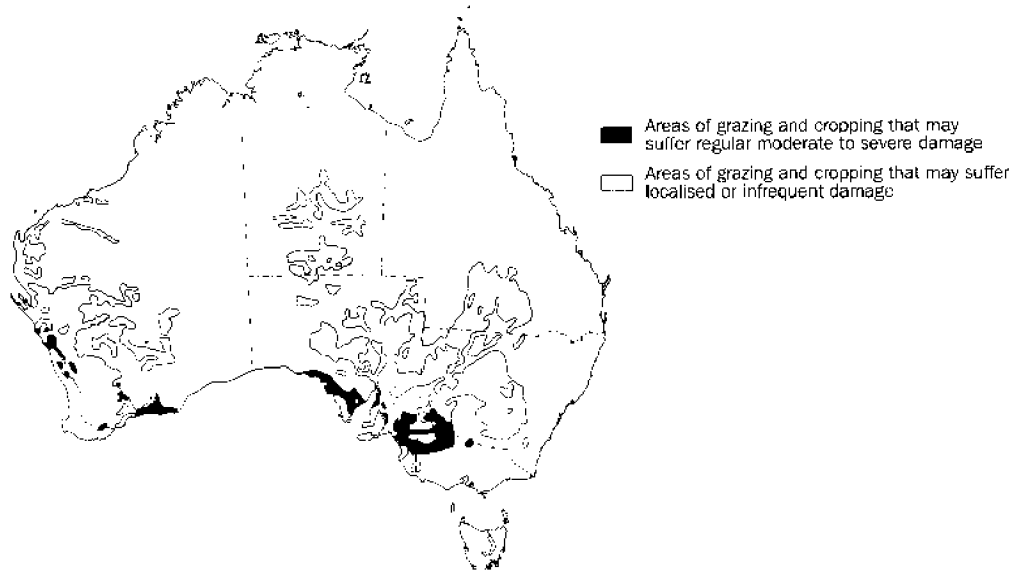 Areas of grazing and cropping that may
suffer regular moderate to severe damage
Areas of grazing and cropping that may suffer
localised or infrequent damage